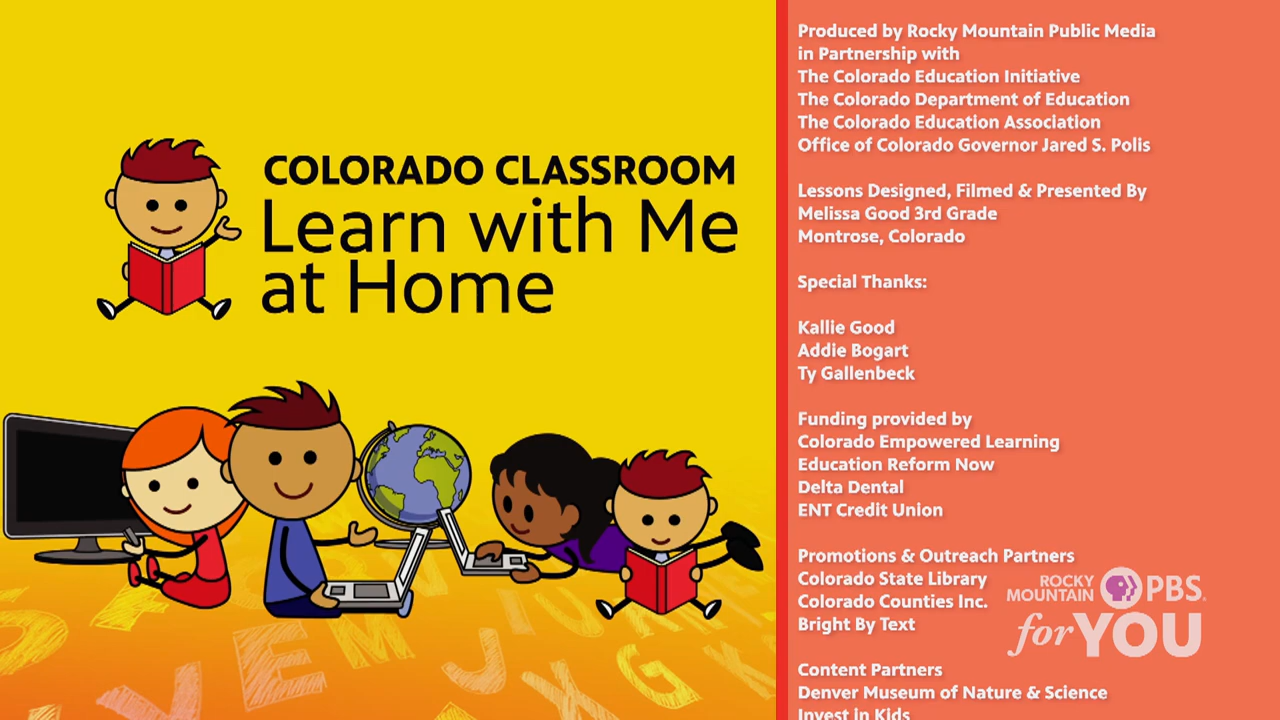 COLORADO CLASSROOM
Learn with Me
at Home
Produced by Rocky Mountain Public Media
in Partnership with
The Colorado Education Initiative
The Colorado Department of Education
The Colorado Education Association
Office of Colorado Governor Jared S. Polis
Lessons Designed, Filmed & Presented By
Melissa Good 3rd Grade
Montrose, Colorado
Special Thanks:
Kallie Good
Addie Bogart
Ty Gallenbeck
Funding provided by
Colorado Empowered Learning
Education Reform Now
Delta Dental
ENT Credit Union
Promotions & Outreach Partners
Colorado State Library
Colorado Counties Inc.
Bright By Text
Content Partners
Denver Museum of Nature & Science
Invest in Kids
ROCKY
MOUNTAIN PBS
for YOU